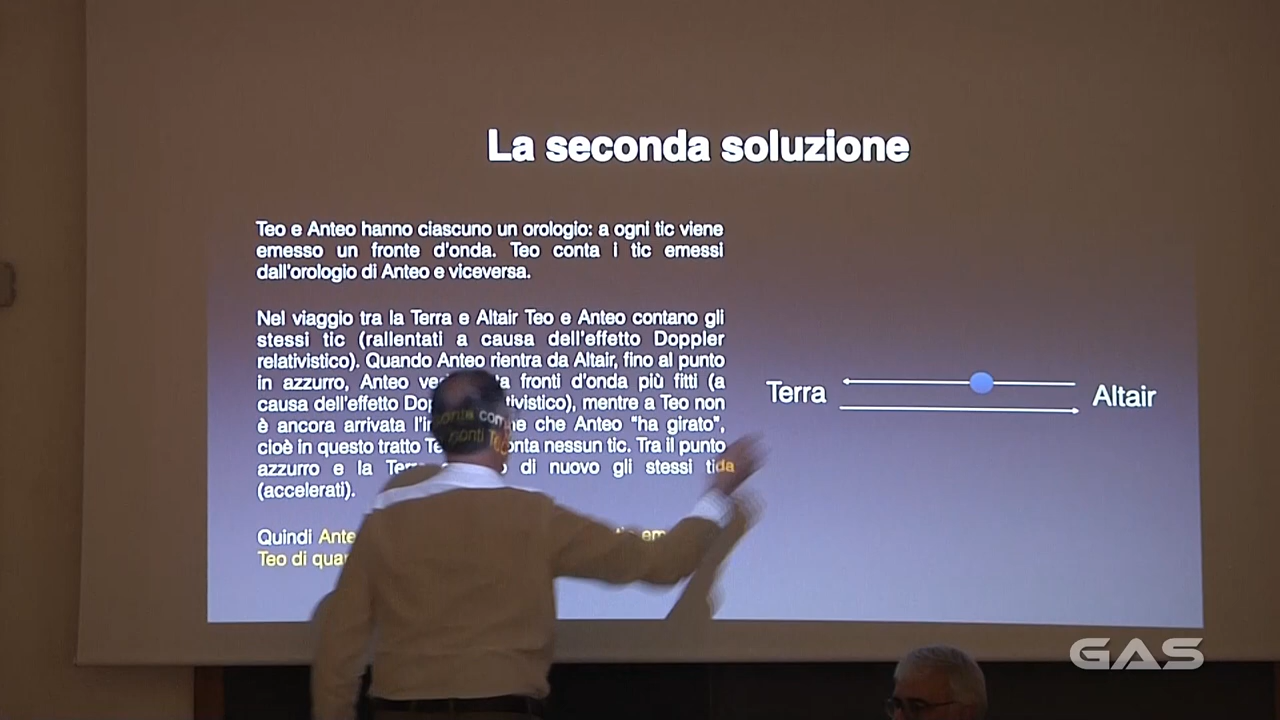 La seconda soluzione
Teo e Anteo hanno ciascuno un orologio: a ogni tic viene
emesso un fronte d'onda. Teo conta i tic emessi
dall'orologio di Anteo e viceversa.
Nel viaggio tra la Terra e Altair Teo e Anteo contano gli
stessi tic (rallentati a causa dell'effetto Doppler
relativistico). Quando Anteo rientra da Altair, fino al punto
in azzurro, Anteo fronti d'onda più fitti (a
causa dell'effetto mentre a Teo non
è ancora arrivata che Anteo "ha girato",
cioè in questo tratto nessun tic. Tra il punto
azzurro e la di nuovo gli stessi
(accelerati).
Quindi
Teo di
Terra
Altair
GAS